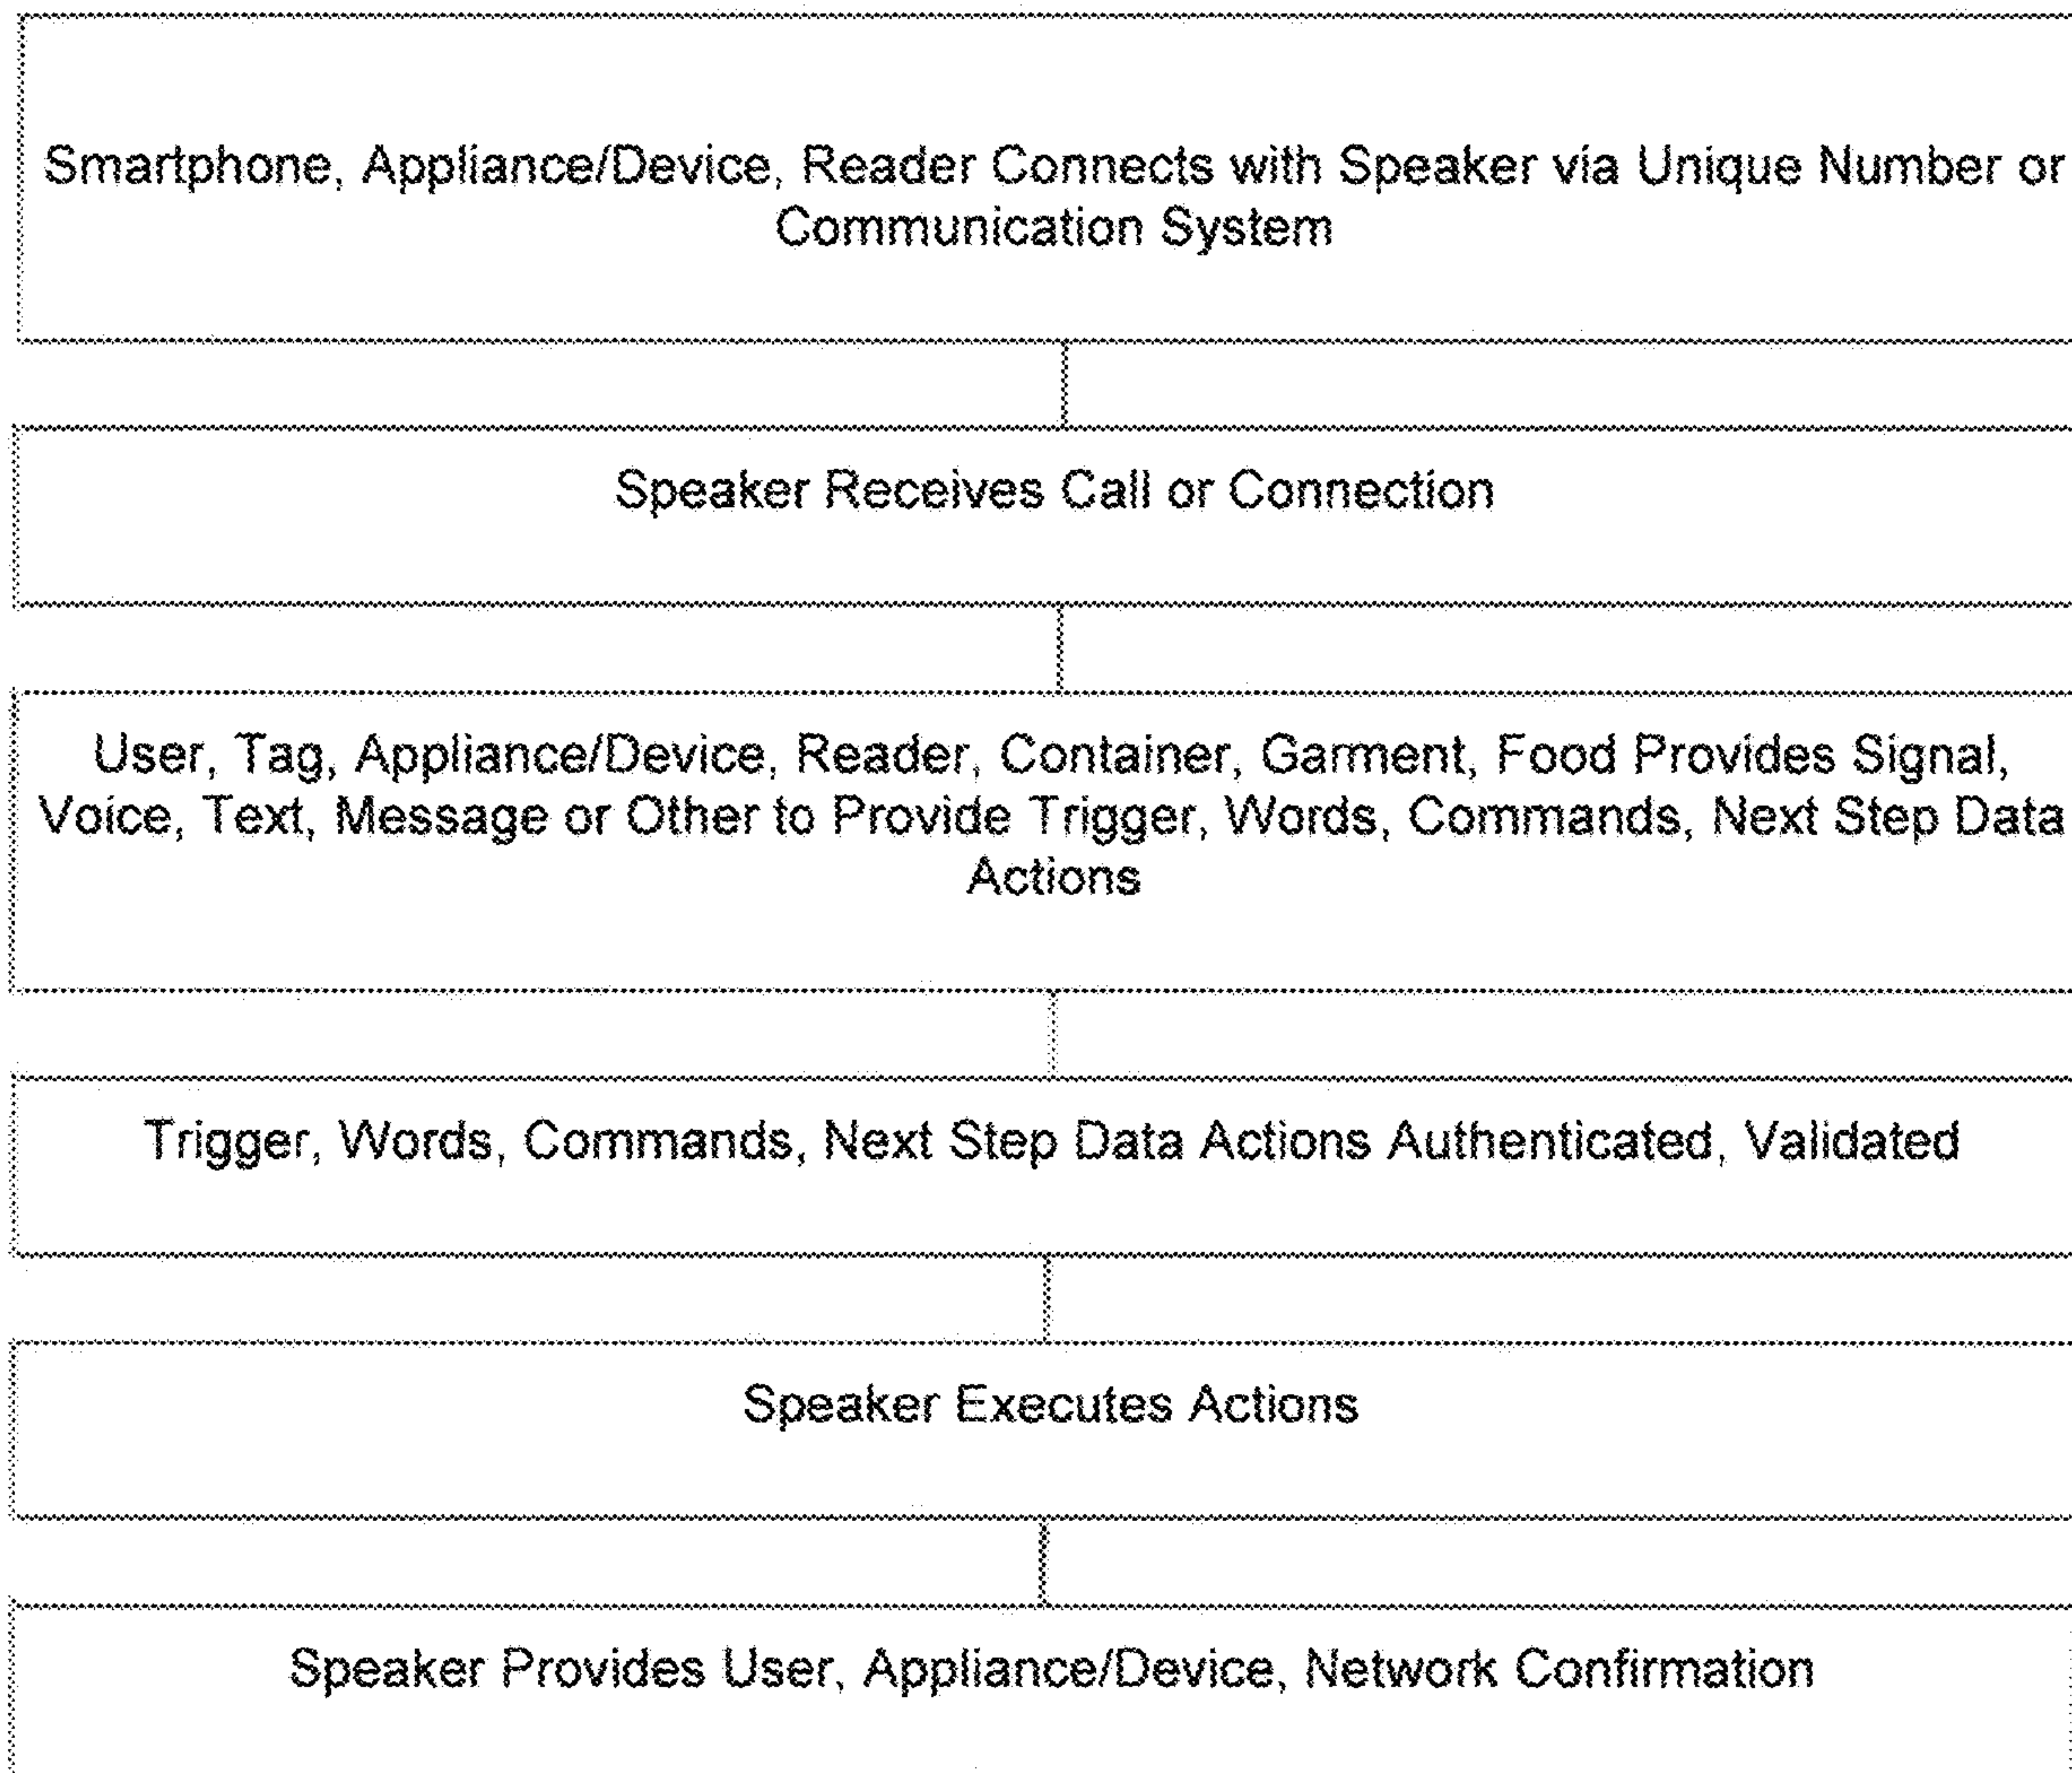 Smartphone, Appliance/Device, Reader Connects with Speaker via Unique Number or
Communication System
Speaker Receives Call or Connection
User, Tag, Appliance/Device, Reader, Container, Garment, Food Provides Signal,
Voice, Text, Message or Other to Provide Trigger, Words, Commands, Next Step Data
Actions
Trigger, Words, Commands, Next Step Data Actions Authenticated, Validated
Speaker Executes Actions
Speaker Provides User, Appliance/Device, Network Confirmation